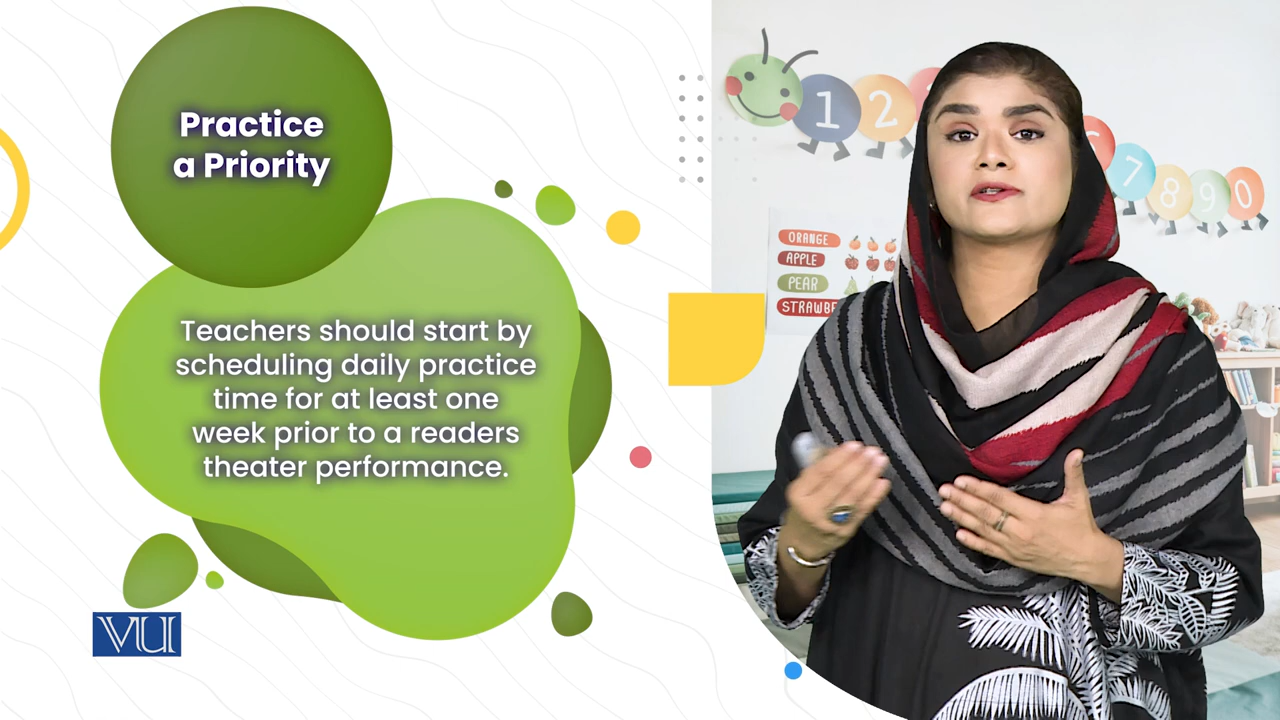 Practice
a Priority
Teachers should start by
scheduling daily practice
time for at least one
week prior to a readers
theater performance.
VU
1 2
7 8 9 0
ORANGE
APPLE
PEAR